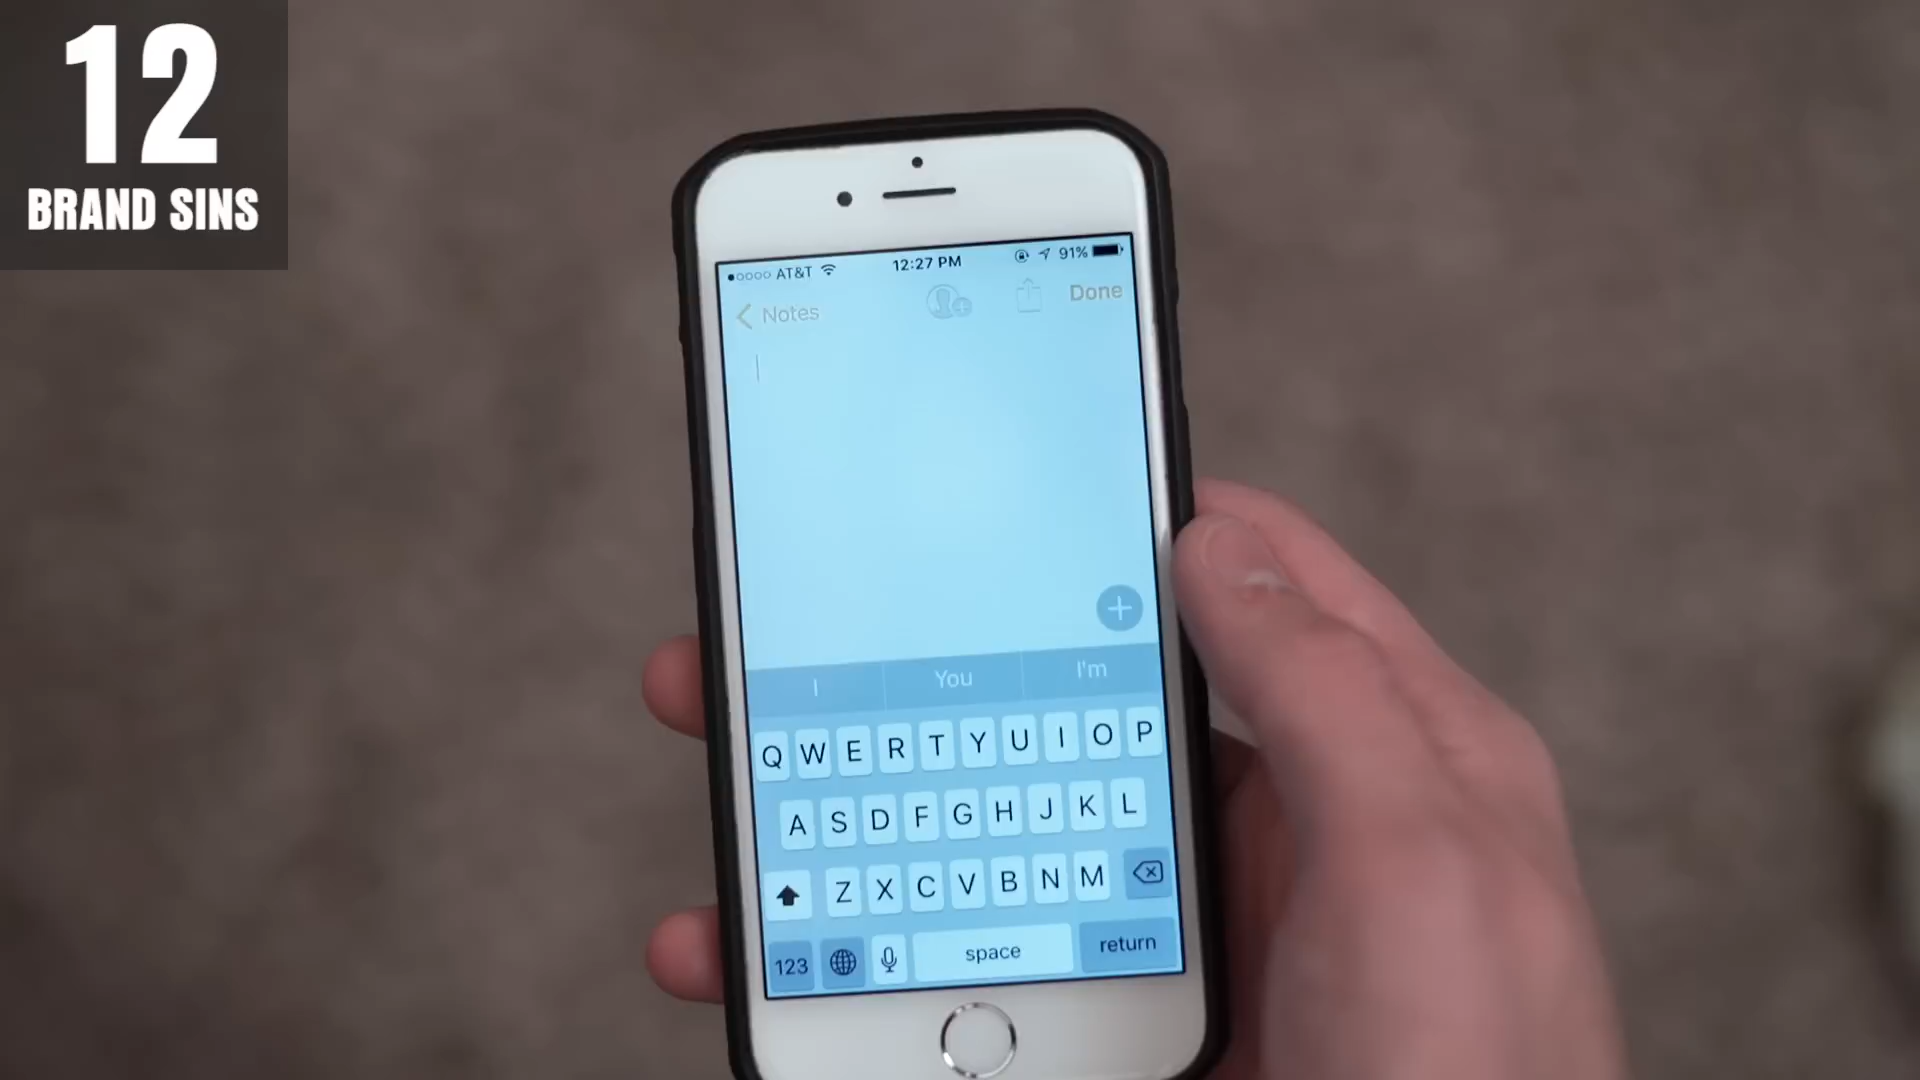 12
BRAND SINS
AT&T 12:27 PM 91%
Notes Done
I You I'm
Q W E R T Y U I O P
A S D F G H J K L
Z X C V B N M
123 space return